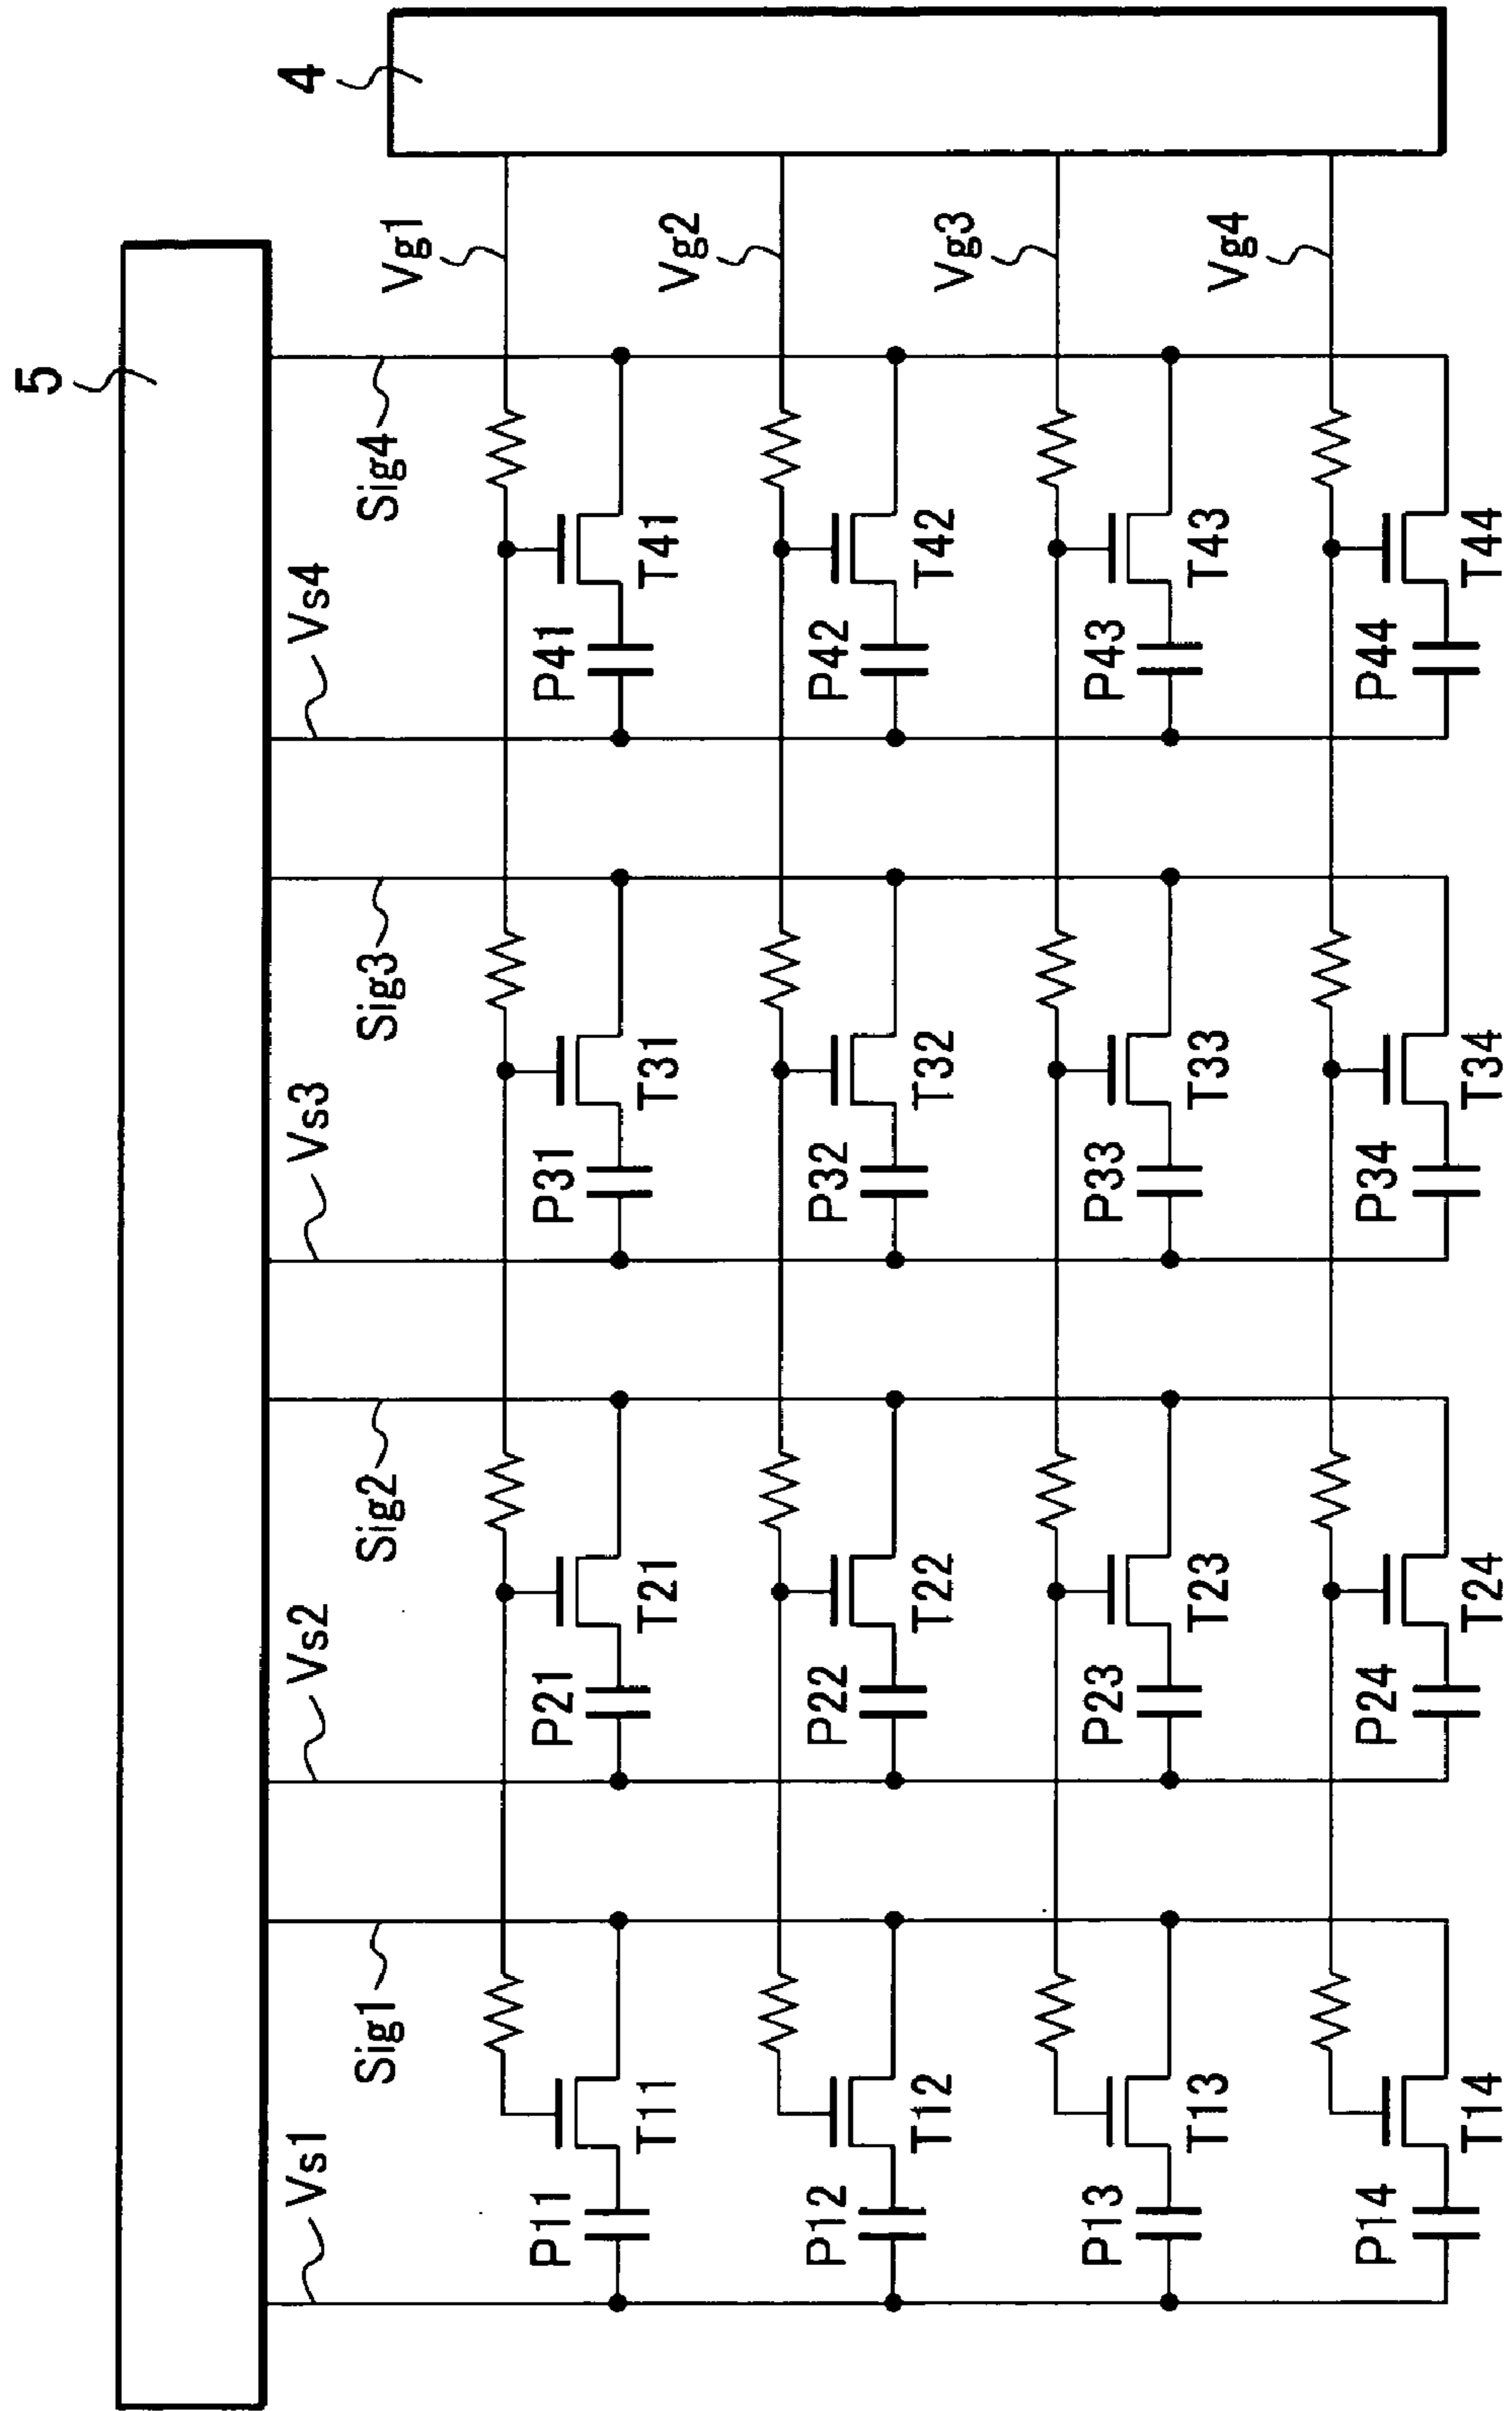 5
Vs1 Vs2 Vs3 Vs4 4
Sig1 Sig2 Sig3 Sig4 Vg1
P11 P21 P31 P41
T11 T21 T31 T41
Vg2
P12 P22 P32 P42
T12 T22 T32 T42
Vg3
P13 P23 P33 P43
T13 T23 T33 T43
Vg4
P14 P24 P34 P44
T14 T24 T34 T44